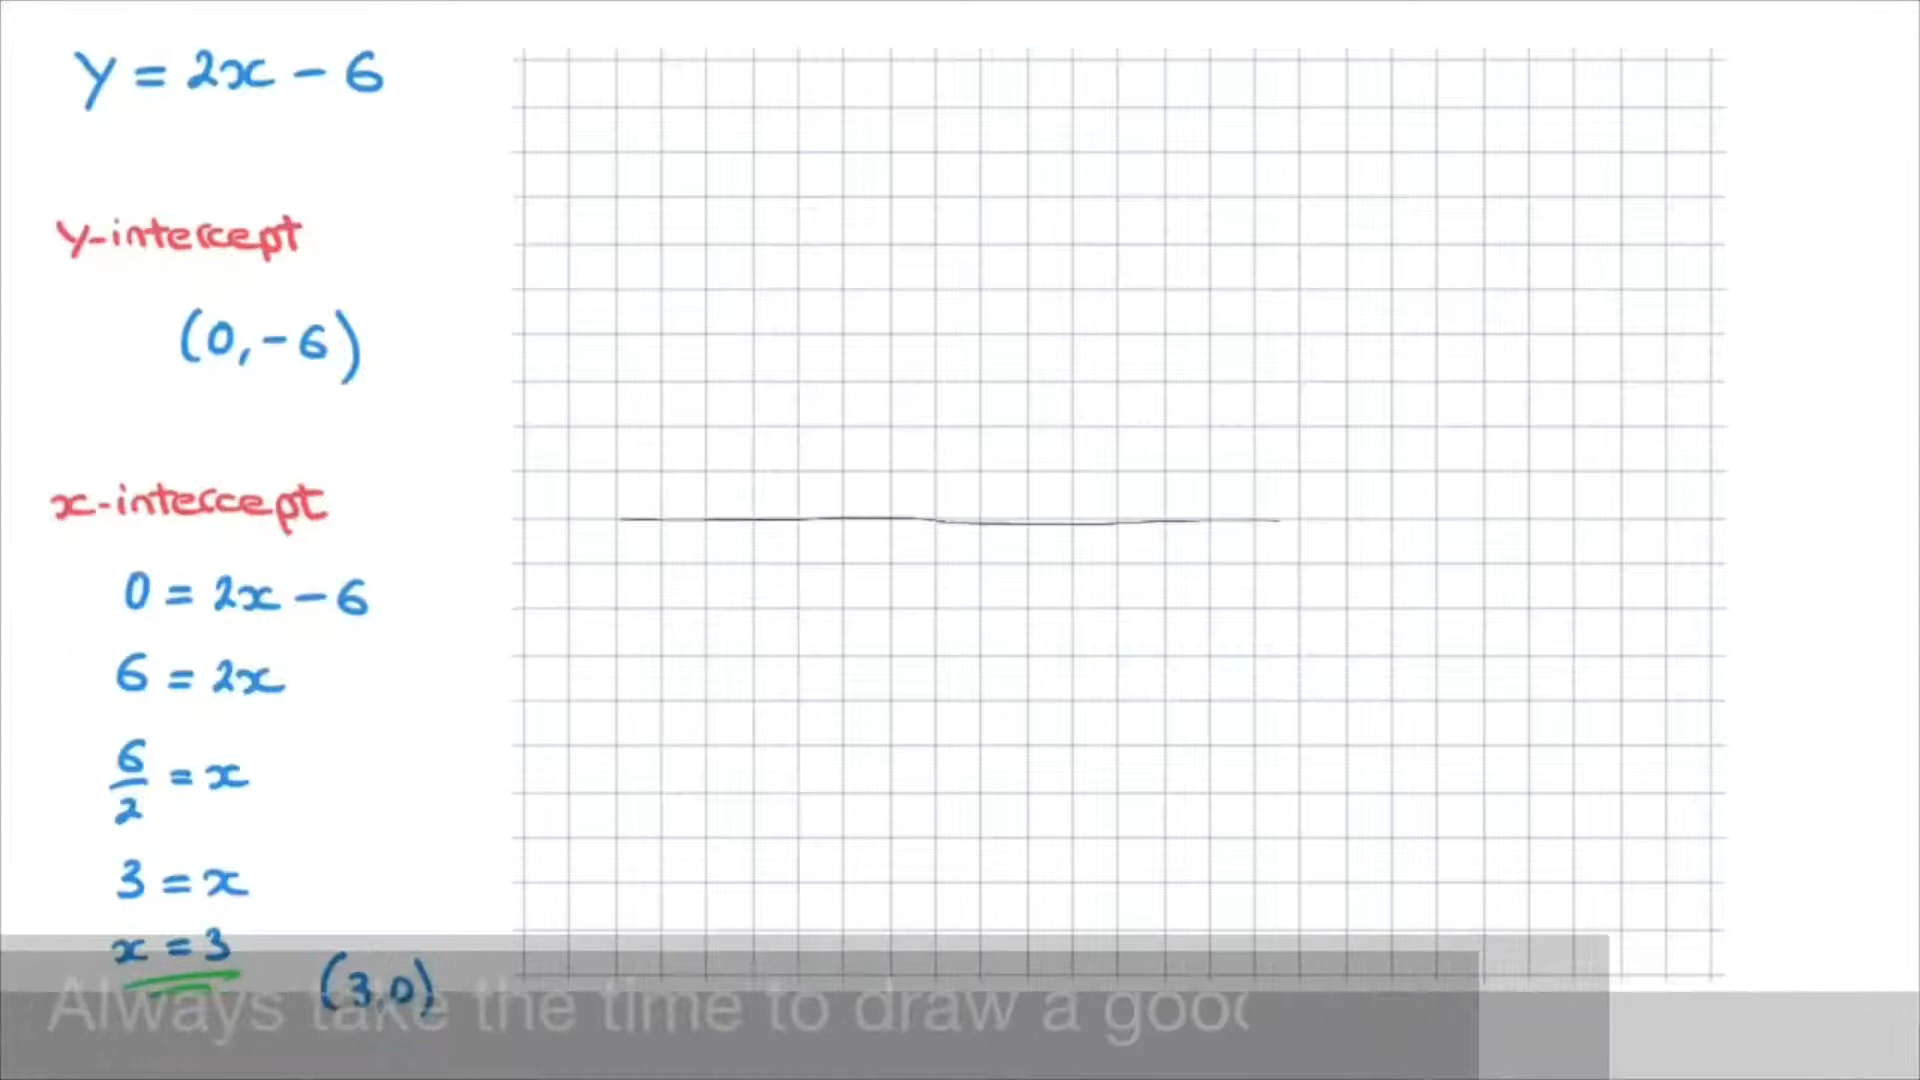 y = 2x - 6
y-intercept
(0, -6)
x-intercept
0 = 2x - 6
6 = 2x
6/2 = x
3 = x
x = 3 (3,0)
Always take the time to draw a good